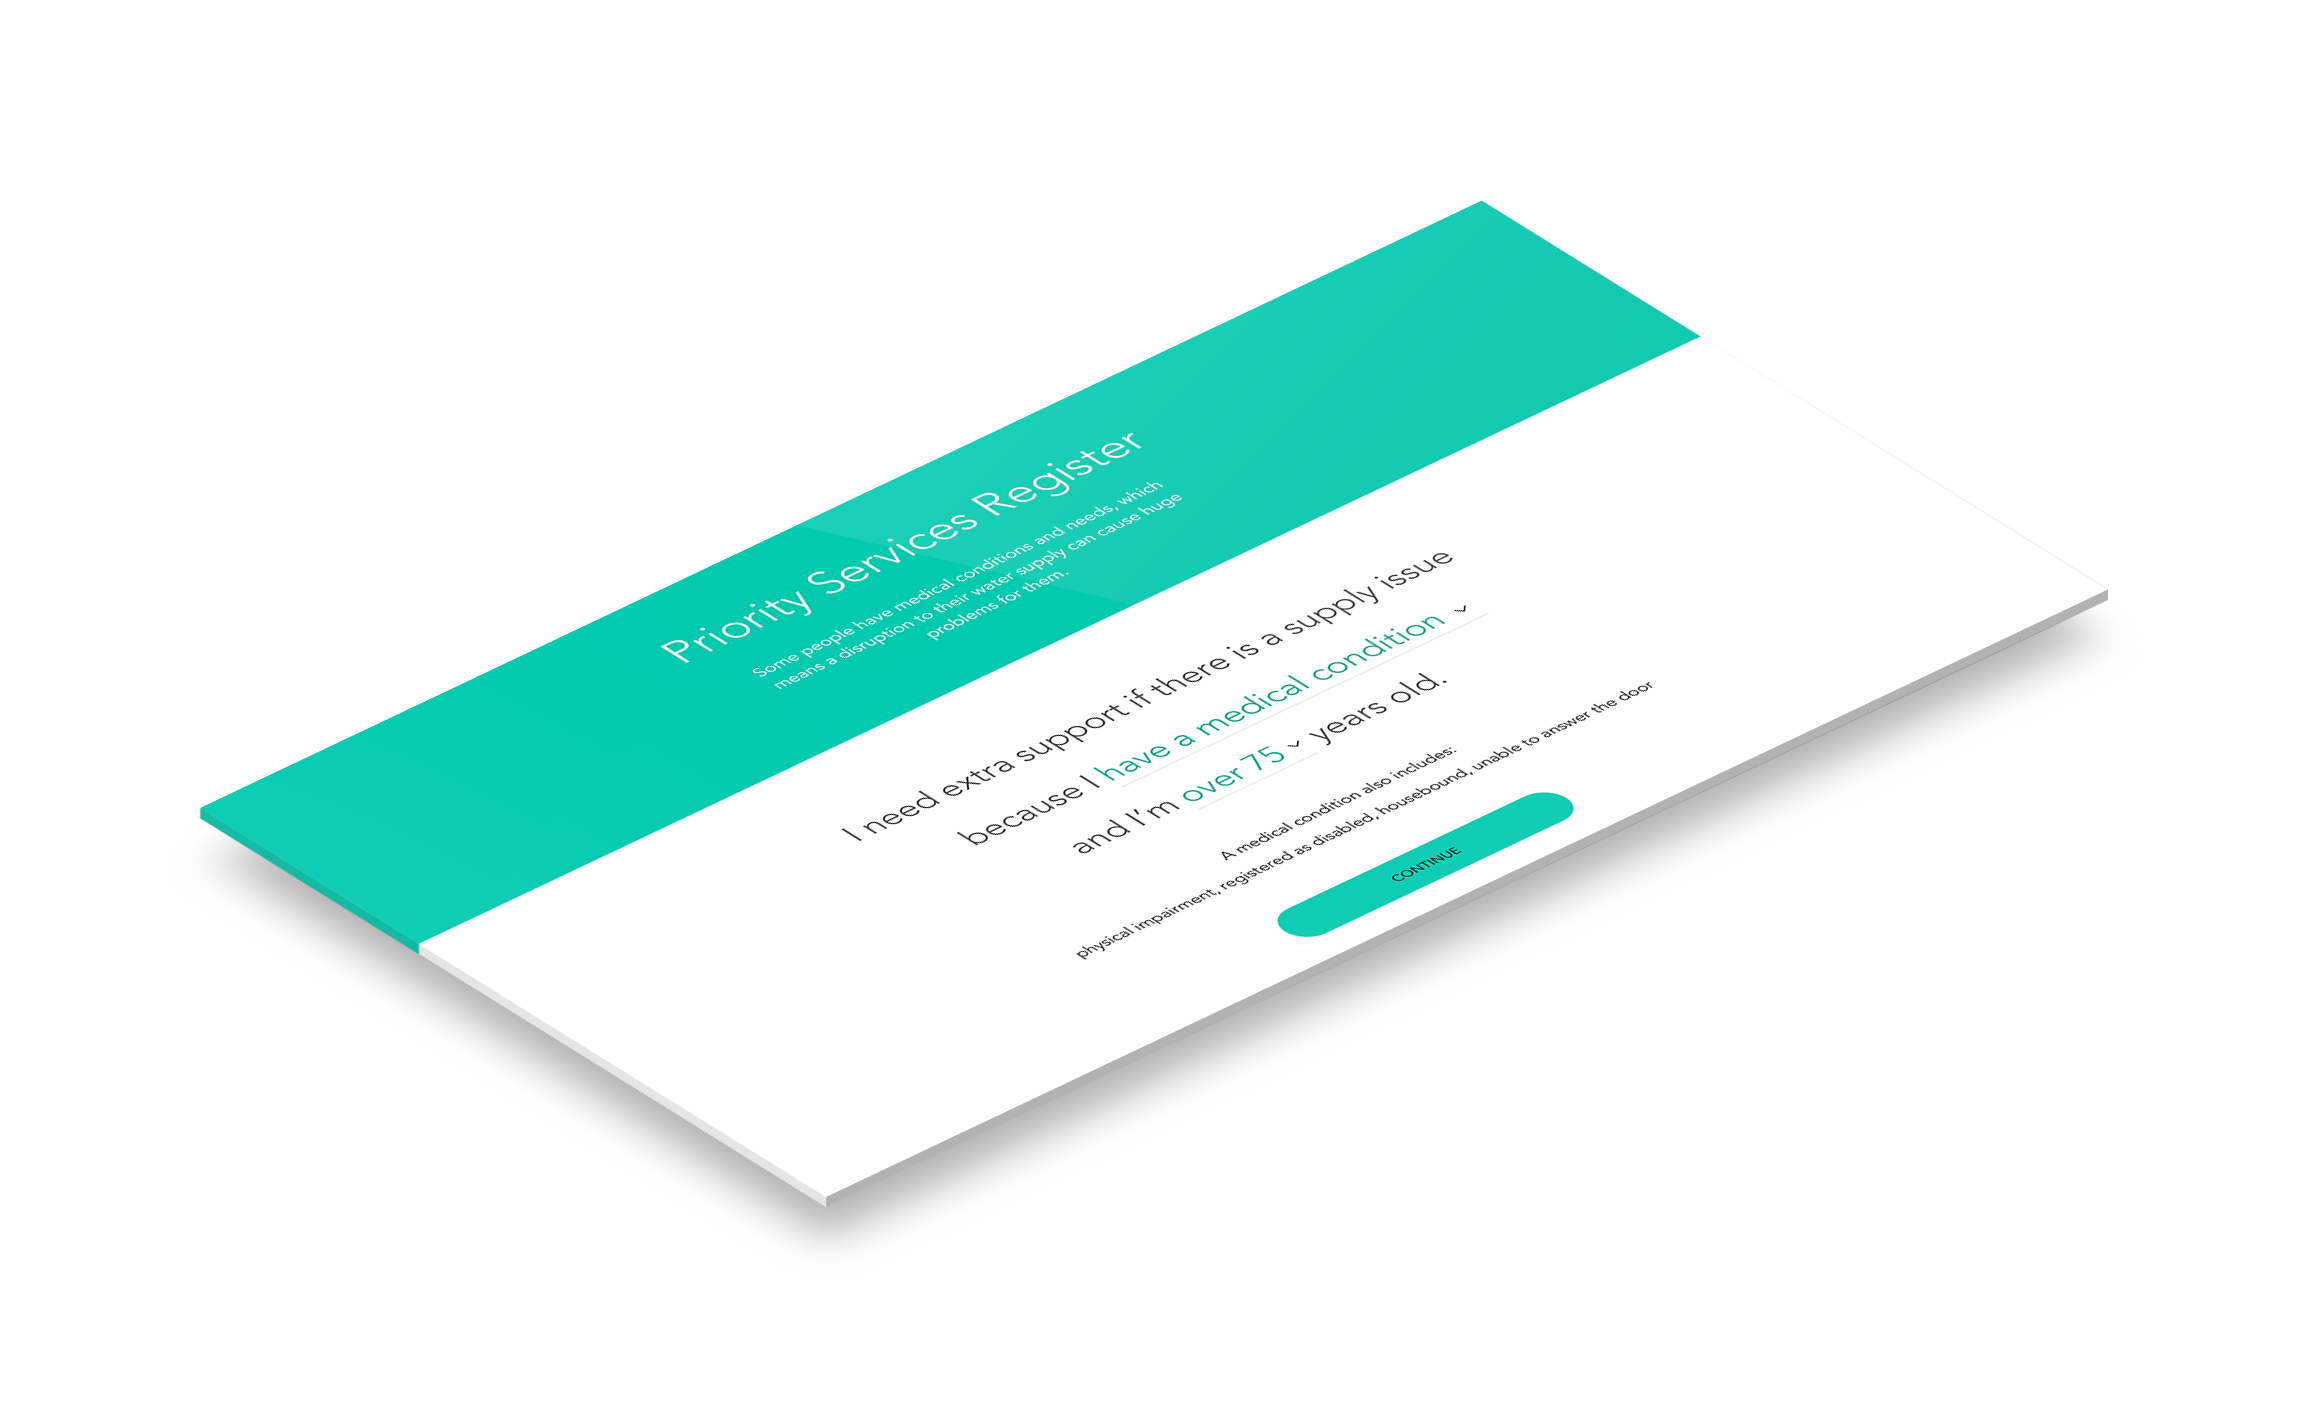 Priority Services Register
Some people have medical conditions and needs, which
means a disruption to their water supply can cause huge
problems for them.
I need extra support if there is a supply issue
because I have a medical condition
and I'm over 75 years old.
A medical condition also includes:
physical impairment, registered as disabled, housebound, unable to answer the door
CONTINUE